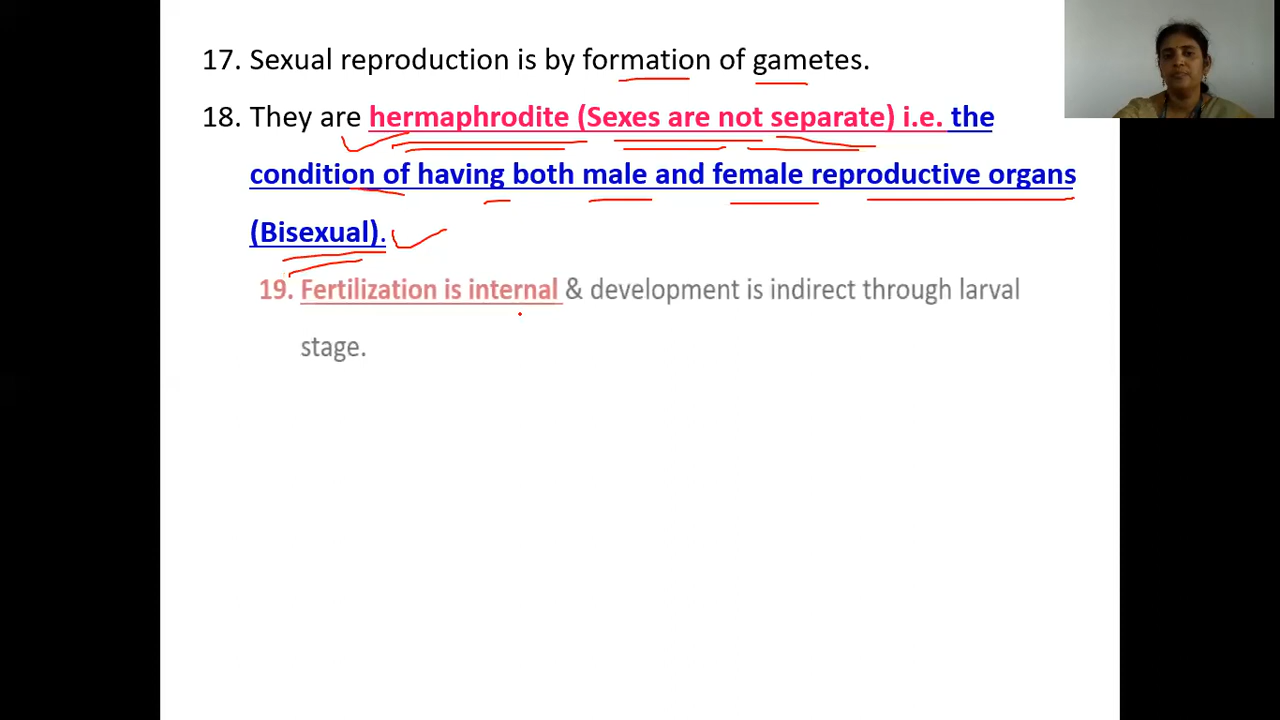 17. Sexual reproduction is by formation of gametes.
18. They are hermaphrodite (Sexes are not separate) i.e. the
condition of having both male and female reproductive organs
(Bisexual).
19. Fertilization is internal & development is indirect through larval
stage.